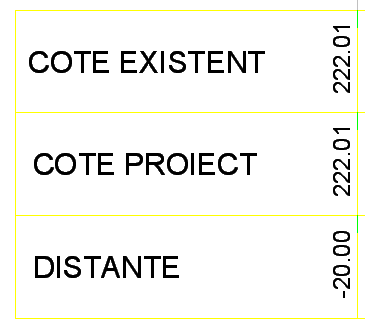 COTE EXISTENT 222.01
COTE PROIECT 222.01
DISTANTE -20.00